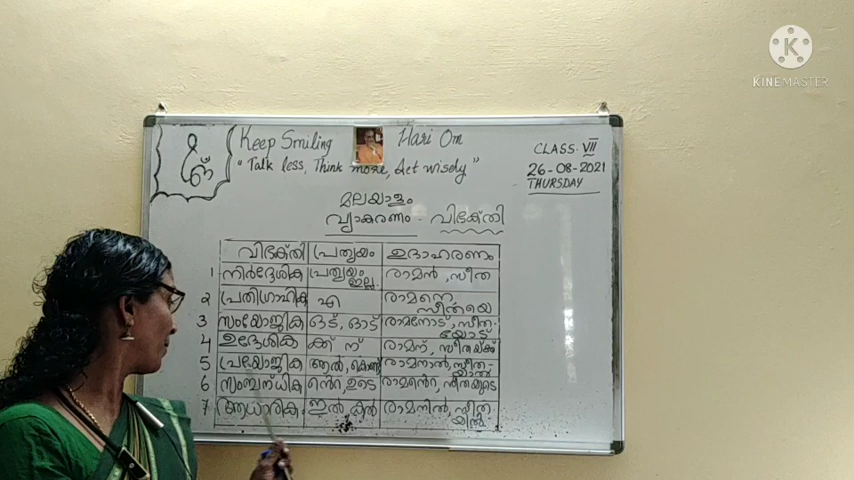 KINEMASTER
Keep Smiling Hari Om
"Talk less, Think more, Act wisely"
CLASS: VII
26-08-2021
THURSDAY
മലയാളം
വ്യാകരണം - വിഭക്തി
വിഭക്തി പ്രത്യയം ഉദാഹരണം
1 നിർദ്ദേശിക പ്രത്യയം ഇല്ല രാമൻ, സീത
2 പ്രതിഗ്രാഹിക എ രാമനെ, സീതയെ
3 സംയോജിക ഒട്, ഓട് രാമനോട്, സീതയോട്
4 ഉദ്ദേശിക ക്ക് ന് രാമന്, സീതയ്ക്ക്
5 പ്രയോജിക ആൽ, കൊണ്ട് രാമനാൽ, സീതയാൽ
6 സംബന്ധിക ന്റെ, ഉടെ രാമന്റെ, സീതയുടെ
7 ആധാരിക ഇൽ, കൽ രാമനിൽ, സീതയിൽ